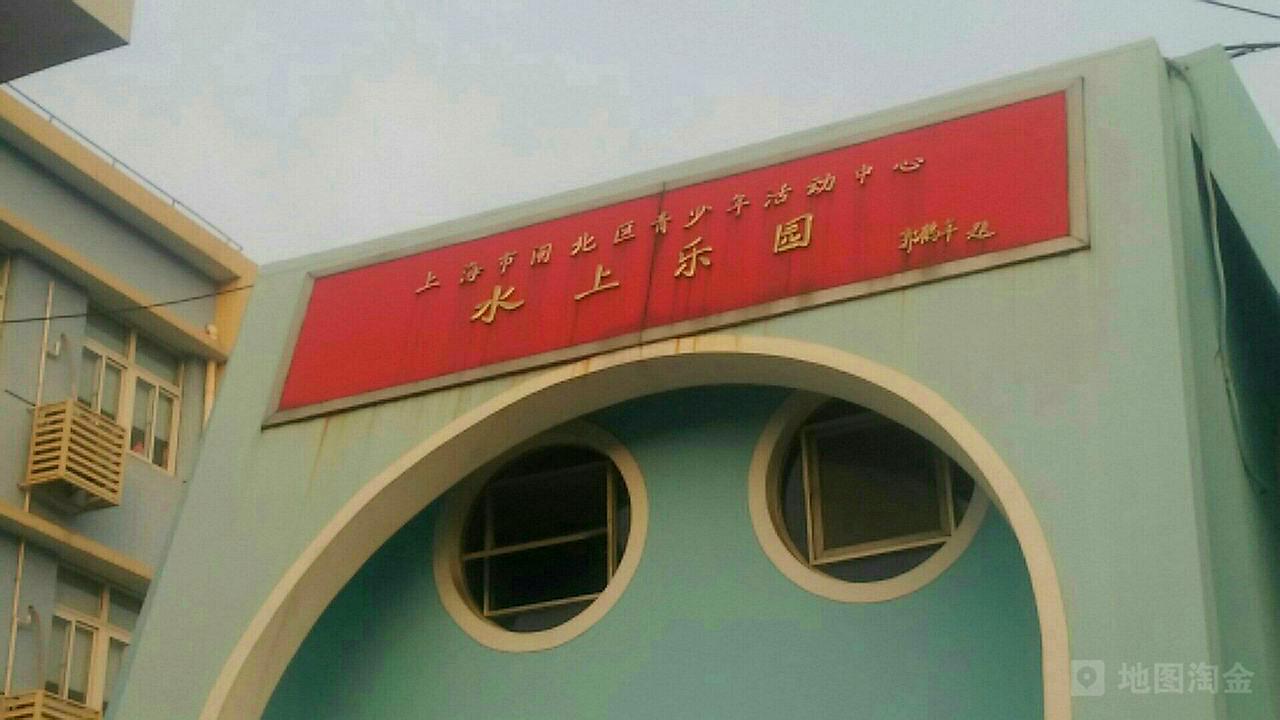 上海市闸北区青少年活动中心
水上乐园
地图淘金